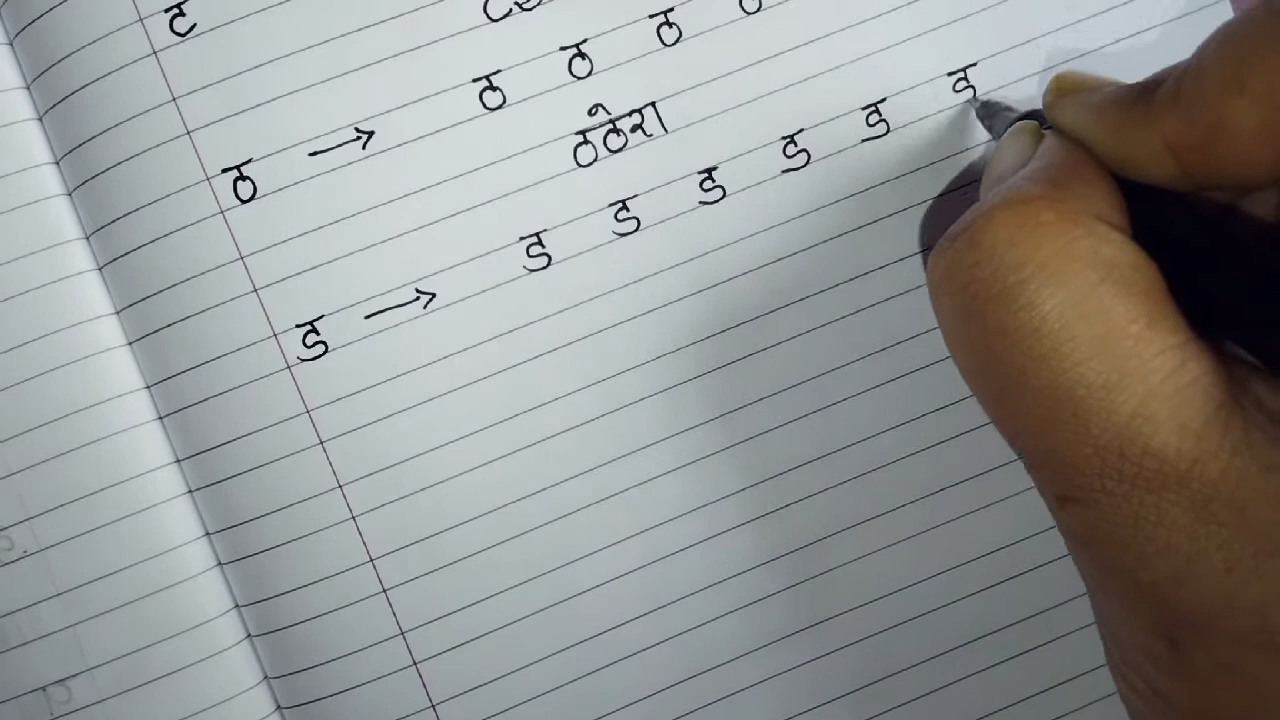 ट
ठ → ठ ठ ठ ठ
ठठेरा
ड → ड ड ड ड ड ड